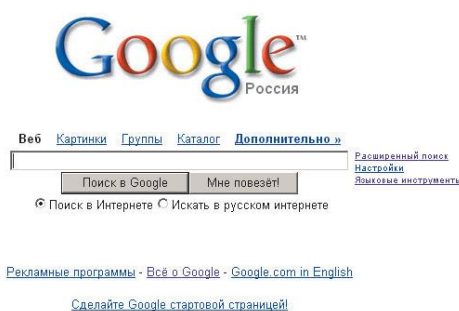 Google™
Россия
Веб Картинки Группы Каталог Дополнительно »
Расширенный поиск
Настройки
Языковые инструменты
Поиск в Google Мне повезёт!
Поиск в Интернете Искать в русском интернете
Рекламные программы - Всё о Google - Google.com in English
Сделайте Google стартовой страницей!